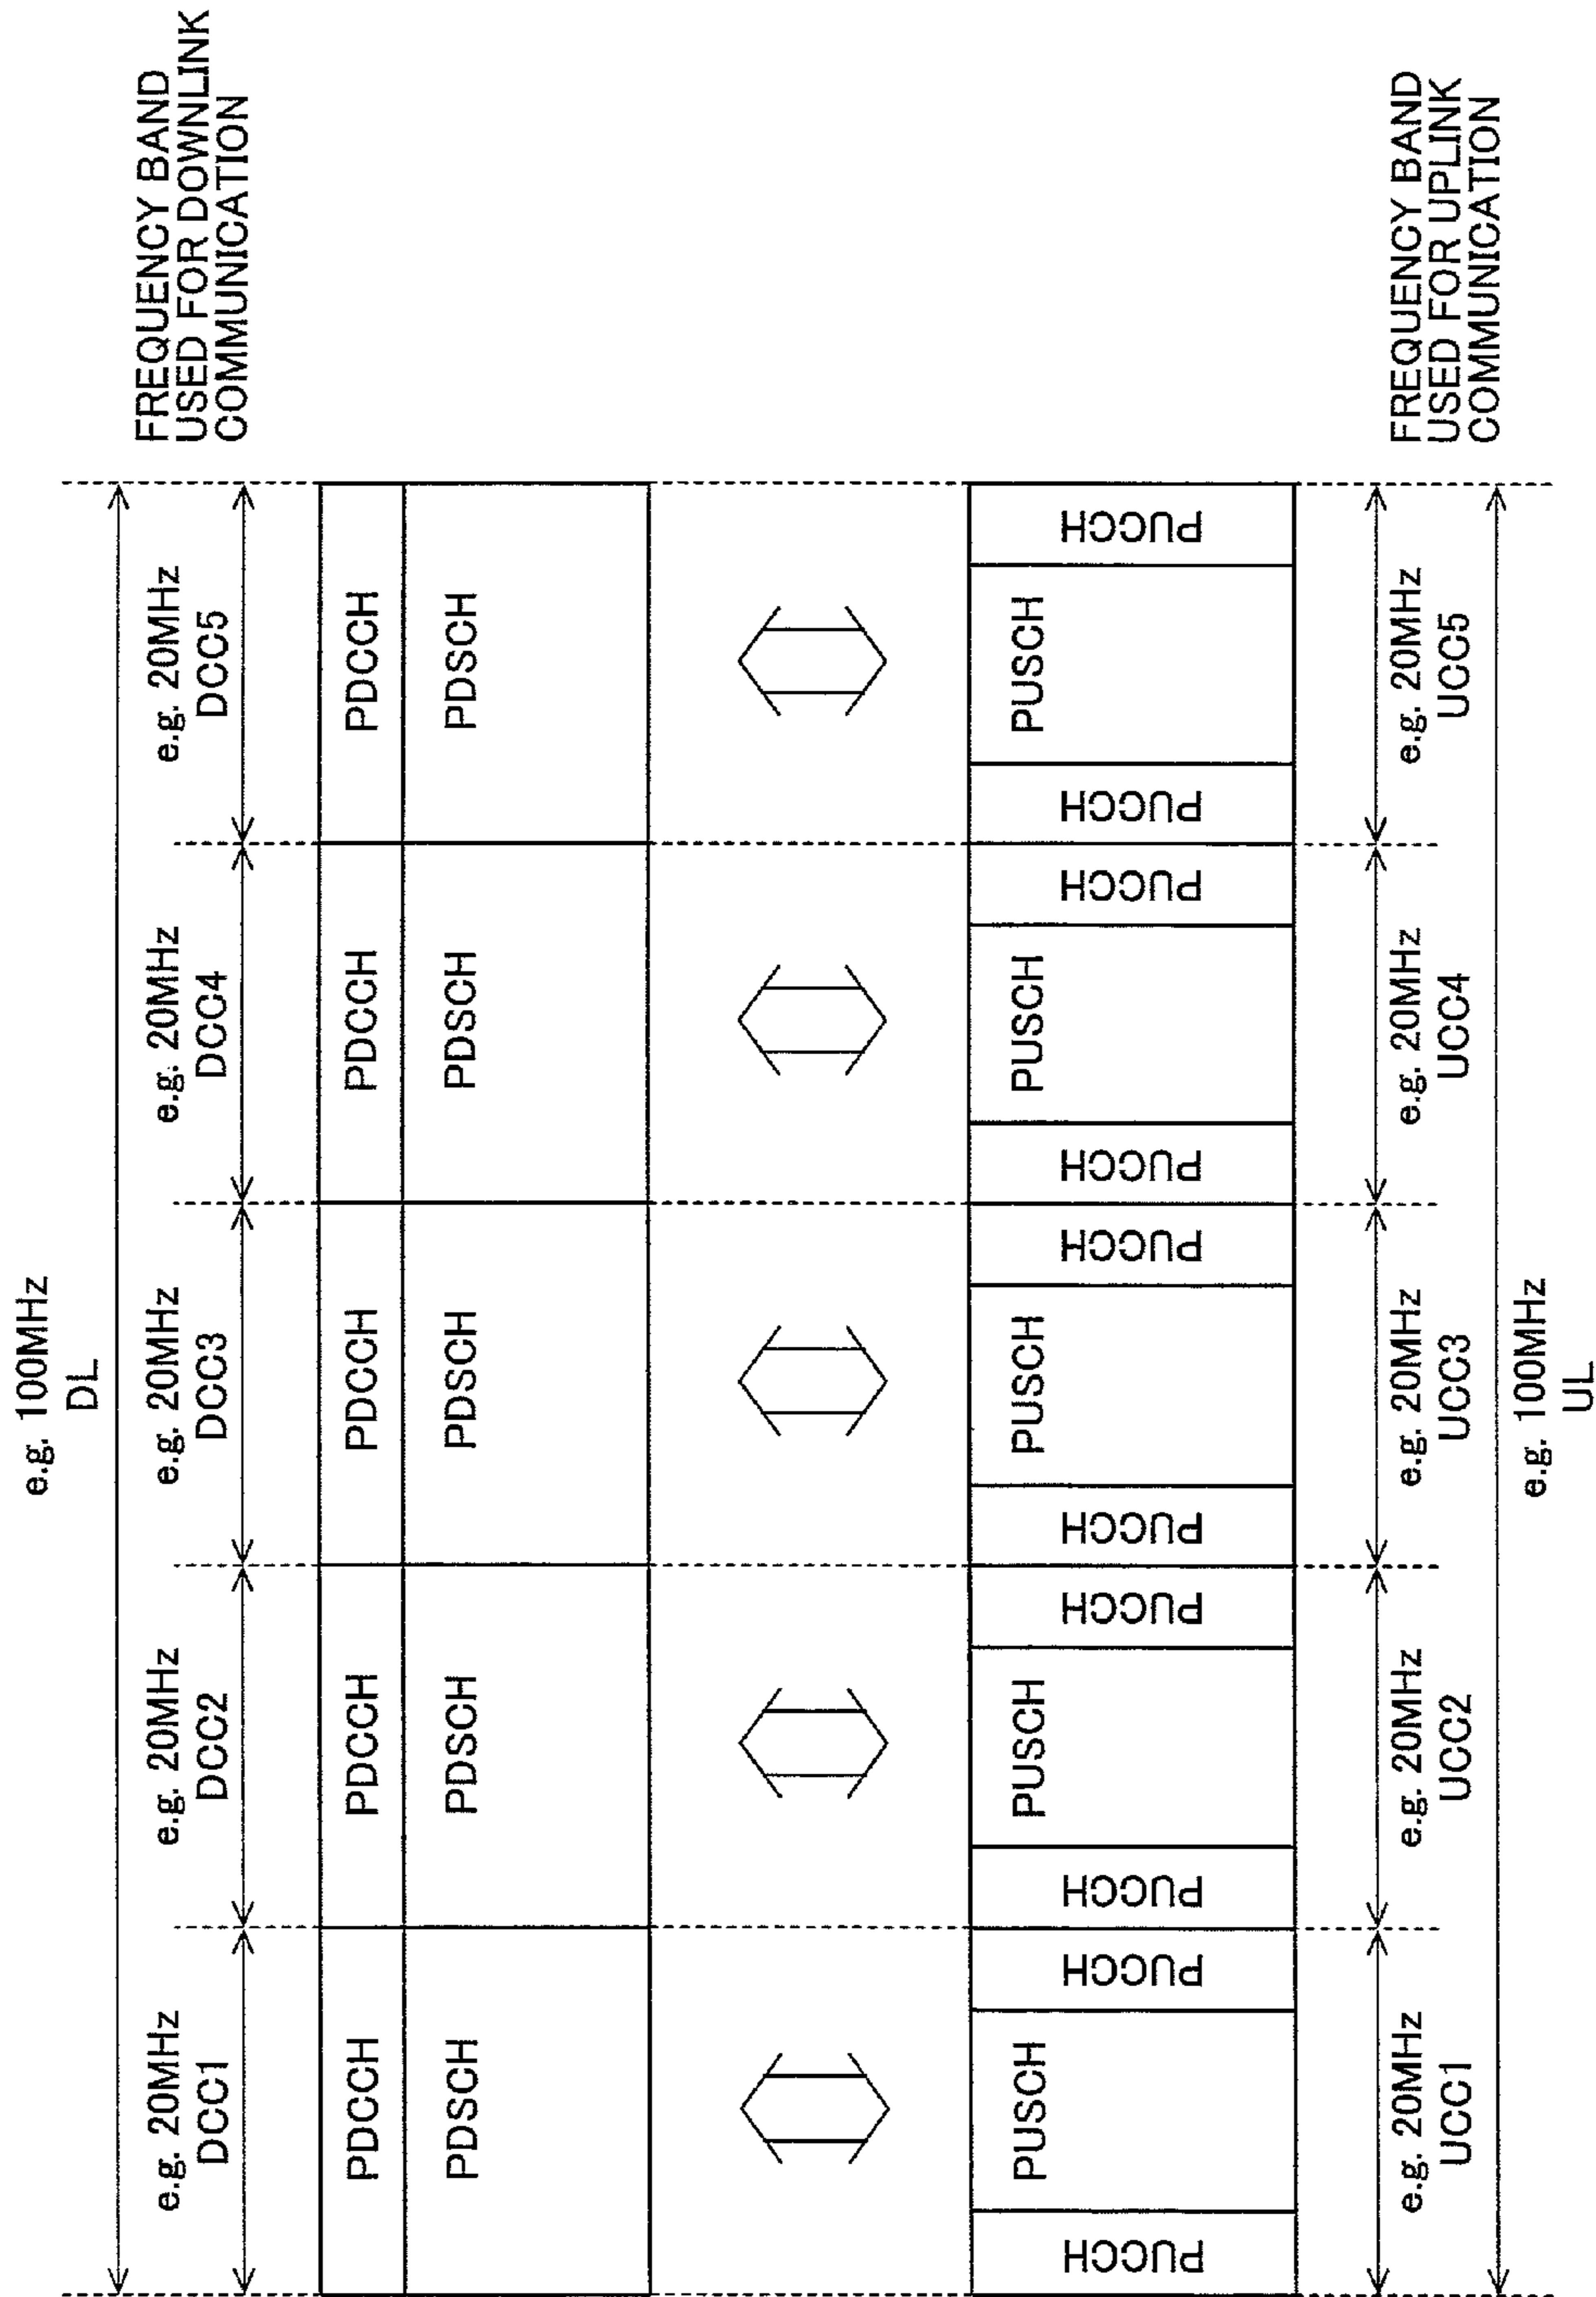 e.g. 100MHz
DL
FREQUENCY BAND
USED FOR DOWNLINK
COMMUNICATION
e.g. 20MHz
DCC1
e.g. 20MHz
DCC2
e.g. 20MHz
DCC3
e.g. 20MHz
DCC4
e.g. 20MHz
DCC5
PDCCH
PDCCH
PDCCH
PDCCH
PDCCH
PDSCH
PDSCH
PDSCH
PDSCH
PDSCH
PUCCH
PUSCH
PUCCH
PUCCH
PUSCH
PUCCH
PUCCH
PUSCH
PUCCH
PUCCH
PUSCH
PUCCH
PUCCH
PUSCH
PUCCH
e.g. 20MHz
UCC1
e.g. 20MHz
UCC2
e.g. 20MHz
UCC3
e.g. 20MHz
UCC4
e.g. 20MHz
UCC5
FREQUENCY BAND
USED FOR UPLINK
COMMUNICATION
e.g. 100MHz
UL